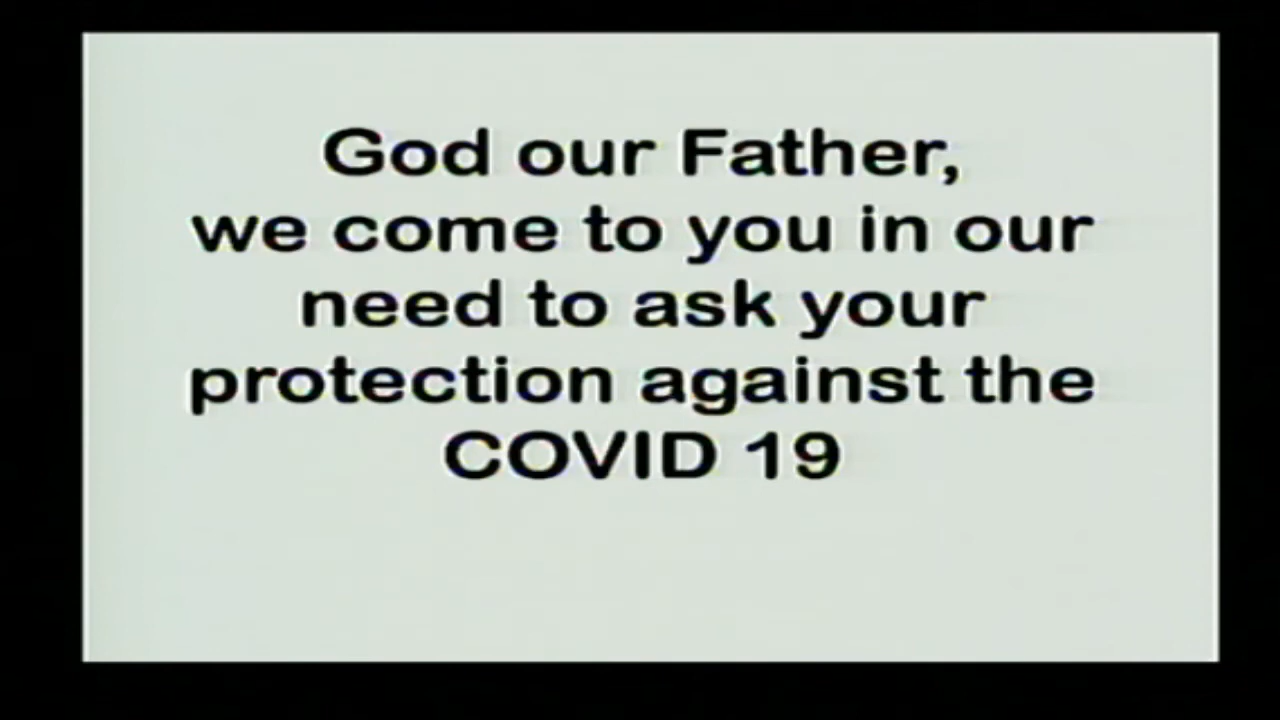 God our Father,
we come to you in our
need to ask your
protection against the
COVID 19